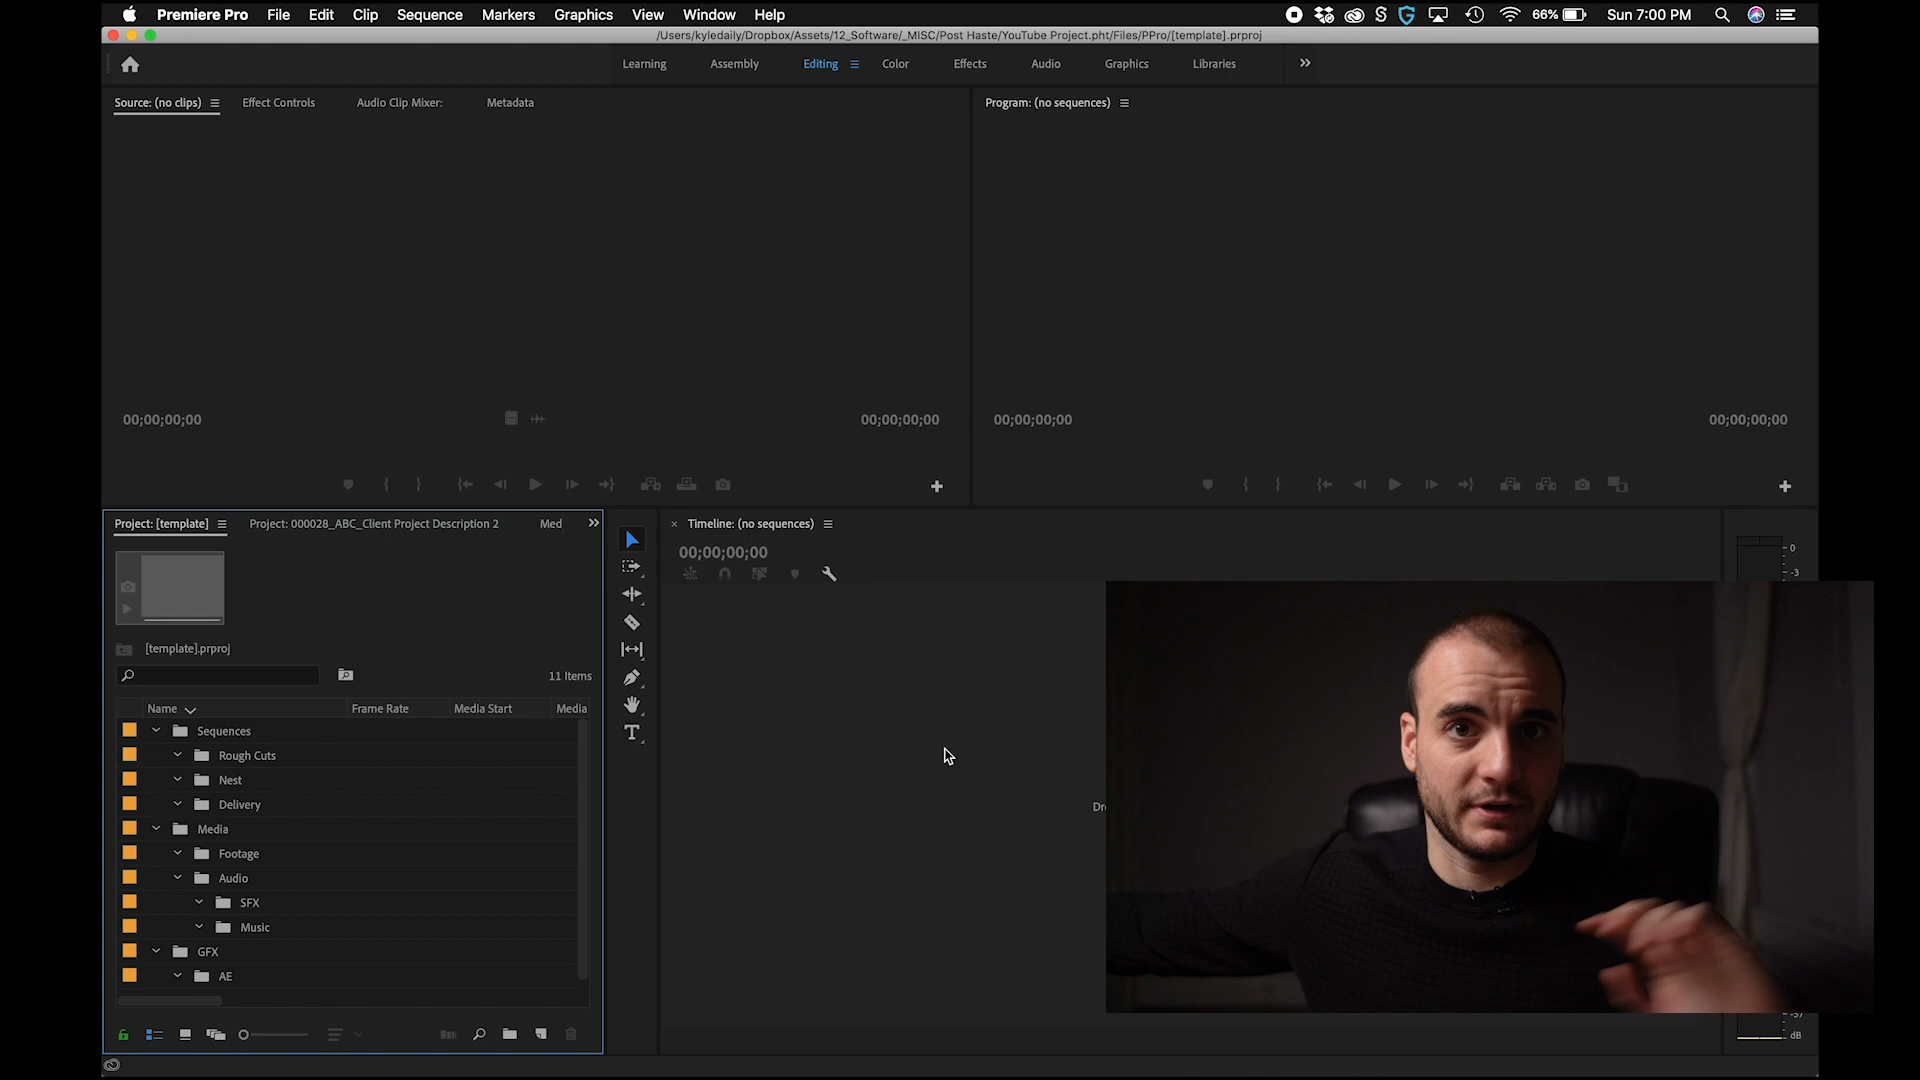 Premiere Pro File Edit Clip Sequence Markers Graphics View Window Help 66% Sun 7:00 PM
/Users/kyledaily/Dropbox/Assets/12_Software/_MISC/Post Haste/YouTube Project.pht/Files/PPro/[template].prproj
Learning Assembly Editing Color Effects Audio Graphics Libraries
Source: (no clips) Effect Controls Audio Clip Mixer: Metadata
Program: (no sequences)
00;00;00;00 00;00;00;00
00;00;00;00 00;00;00;00
Project: [template] Project: 000028_ABC_Client Project Description 2 Med
Timeline: (no sequences)
00;00;00;00
0
-3
[template].prproj
11 Items
Name Frame Rate Media Start Media
Sequences
Rough Cuts
Nest
Delivery
Media
Footage
Audio
SFX
Music
GFX
AE
dB